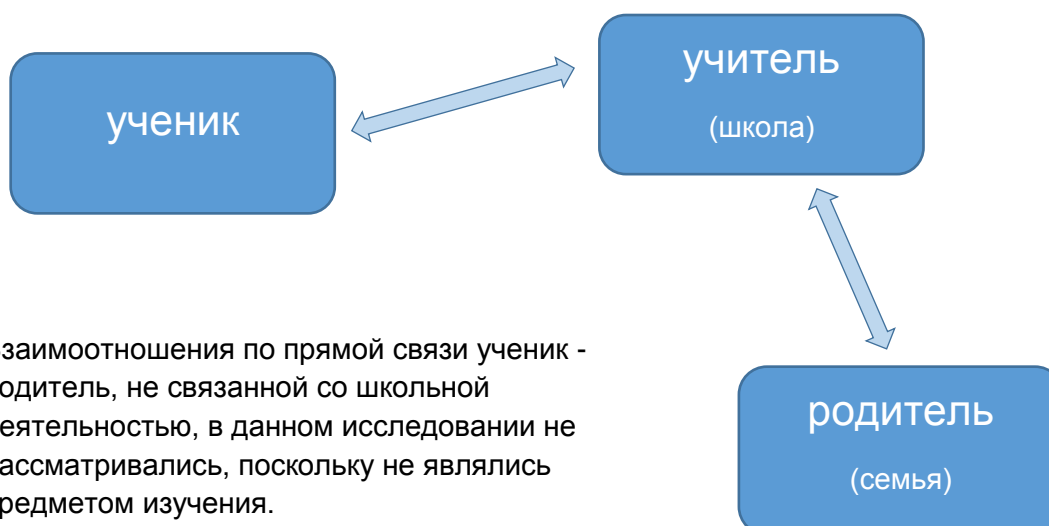 учитель
ученик
(школа)
заимоотношения по прямой связи ученик -
одитель, не связанной со школьной
еятельностью, в данном исследовании не
ассматривались, поскольку не являлись
редметом изучения.
родитель
(семья)